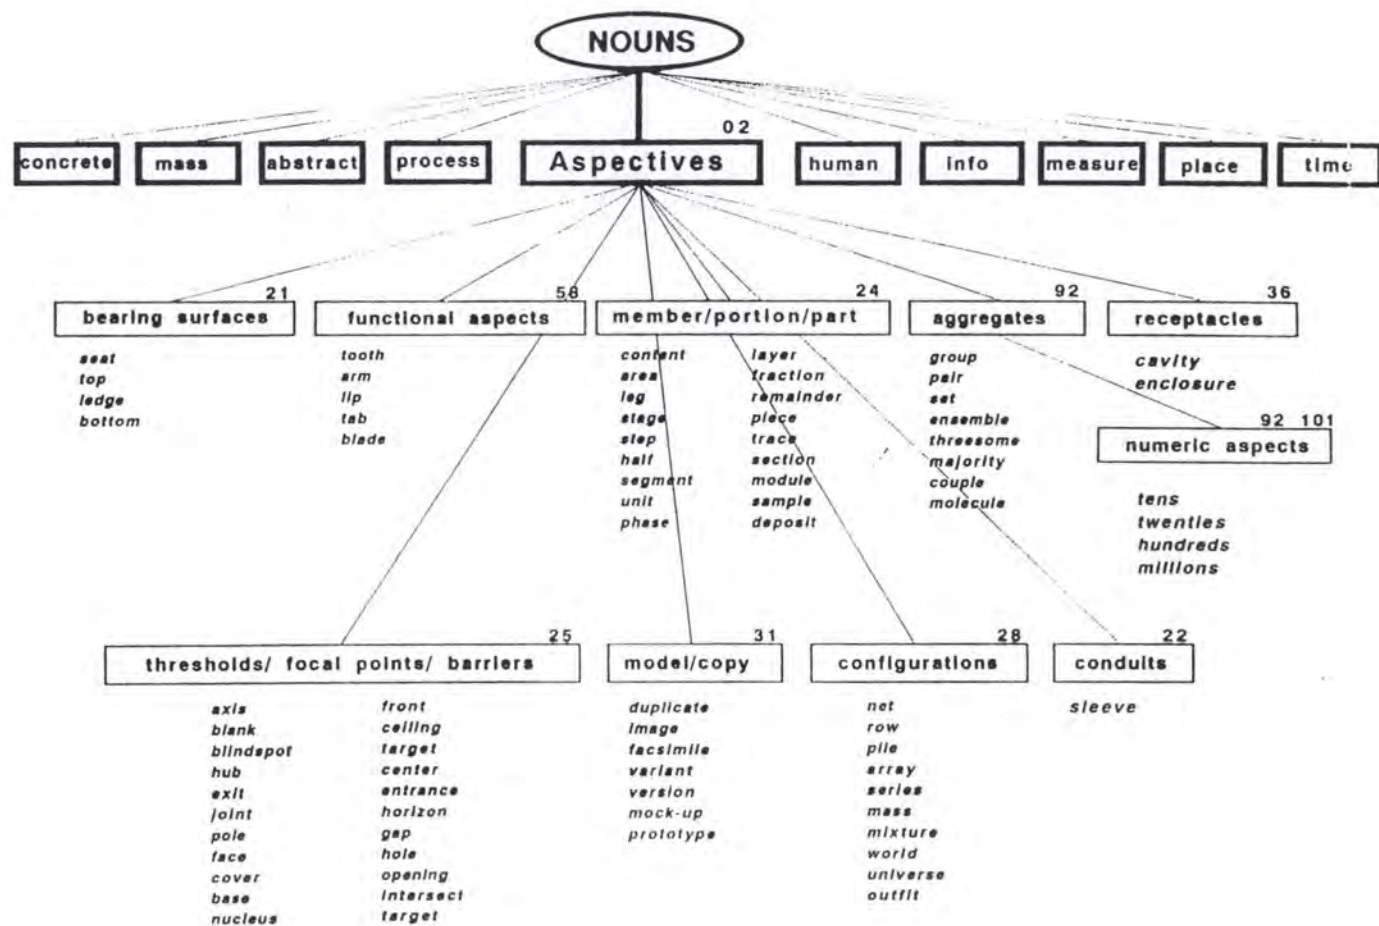 NOUNS
02
concrete
mass
abstract
process
Aspectives
human
info
measure
place
time
21
bearing surfaces
seat
top
ledge
bottom
58
functional aspects
tooth
arm
lip
tab
blade
24
member/portion/part
content
area
leg
stage
step
half
segment
unit
phase
layer
fraction
remainder
piece
trace
section
module
sample
deposit
92
aggregates
group
pair
set
ensemble
threesome
majority
couple
molecule
36
receptacles
cavity
enclosure
92 101
numeric aspects
tens
twenties
hundreds
millions
25
thresholds/ focal points/ barriers
axis
blank
blindspot
hub
exit
joint
pole
face
cover
base
nucleus
front
ceiling
target
center
entrance
horizon
gap
hole
opening
intersect
target
31
model/copy
duplicate
image
facsimile
variant
version
mock-up
prototype
28
configurations
net
row
pile
array
series
mass
mixture
world
universe
outfit
22
conduits
sleeve